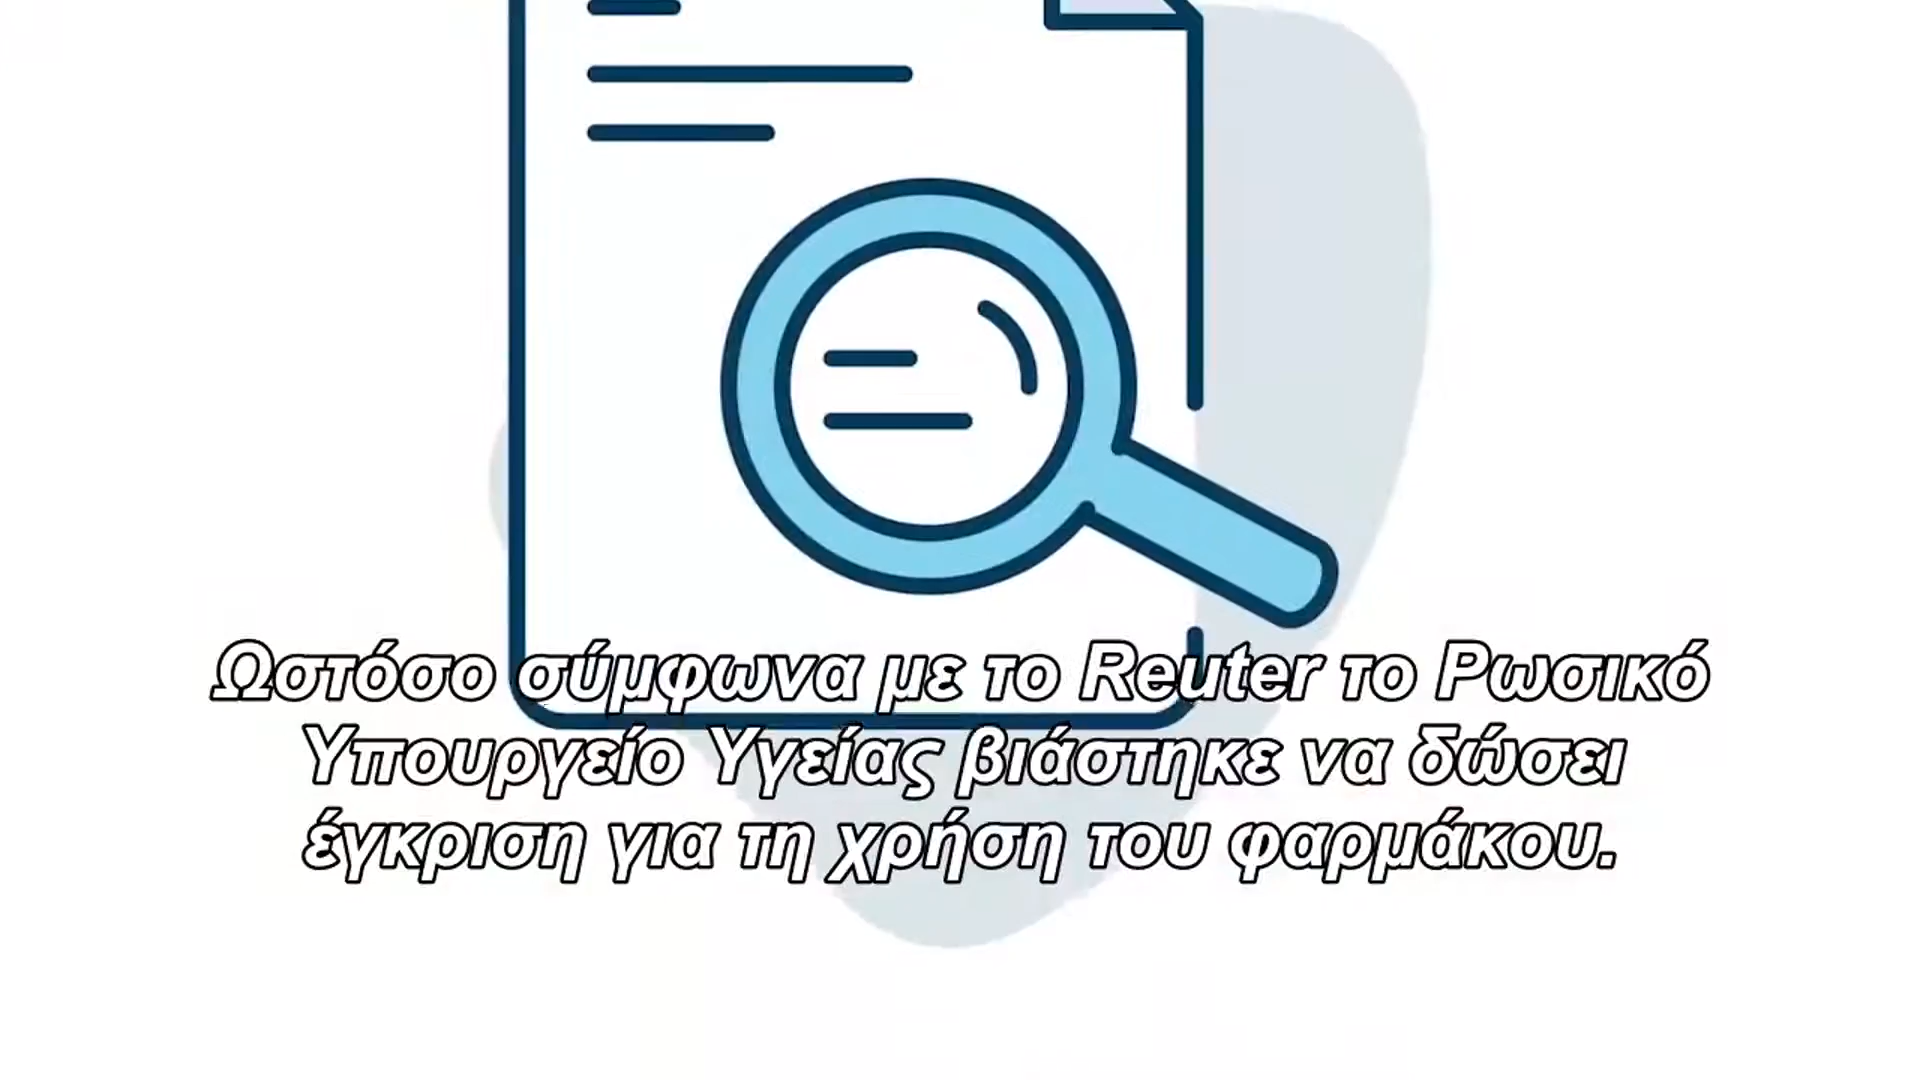 Ωστόσο σύμφωνα με το Reuter το Ρωσικό
Υπουργείο Υγείας βιάστηκε να δώσει
έγκριση για τη χρήση του φαρμάκου.